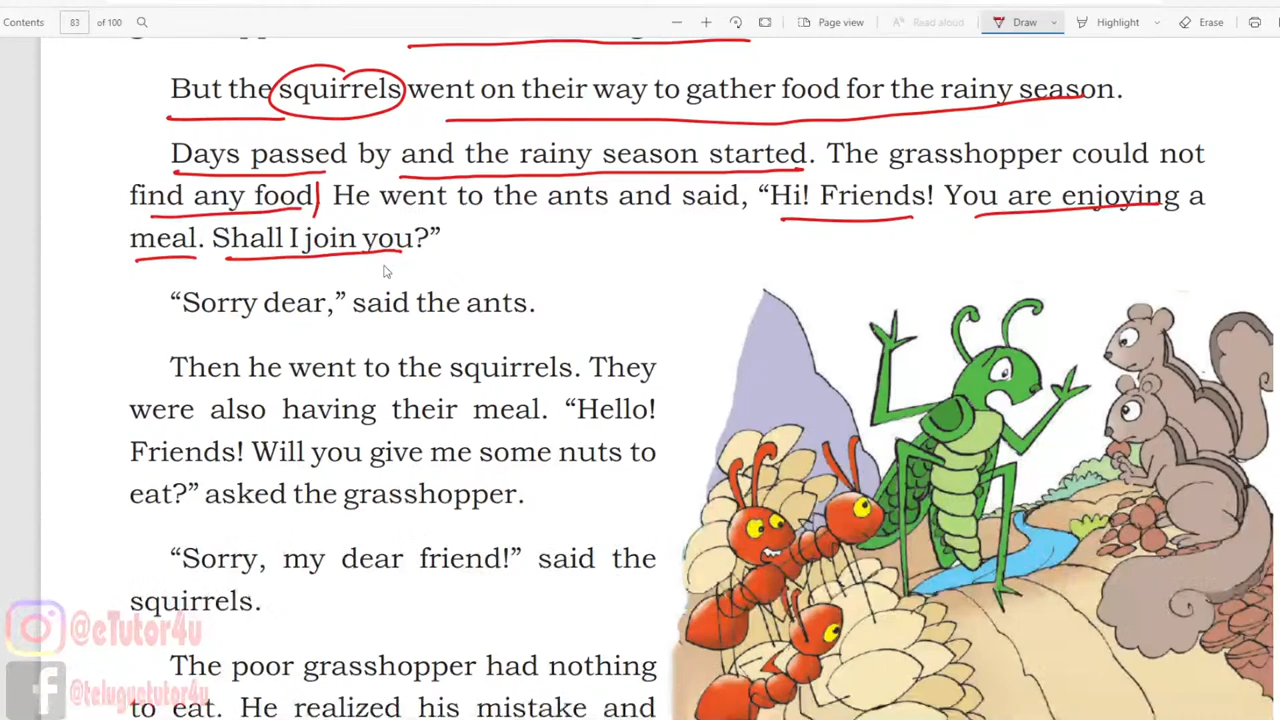 Contents 83 of 100 Page view Read aloud Draw Highlight Erase
But the squirrels went on their way to gather food for the rainy season.
Days passed by and the rainy season started. The grasshopper could not
find any food. He went to the ants and said, “Hi! Friends! You are enjoying a
meal. Shall I join you?”
“Sorry dear,” said the ants.
Then he went to the squirrels. They
were also having their meal. “Hello!
Friends! Will you give me some nuts to
eat?” asked the grasshopper.
“Sorry, my dear friend!” said the
squirrels.
@eTutor4u
The poor grasshopper had nothing
@telugututor4u
to eat. He realized his mistake and